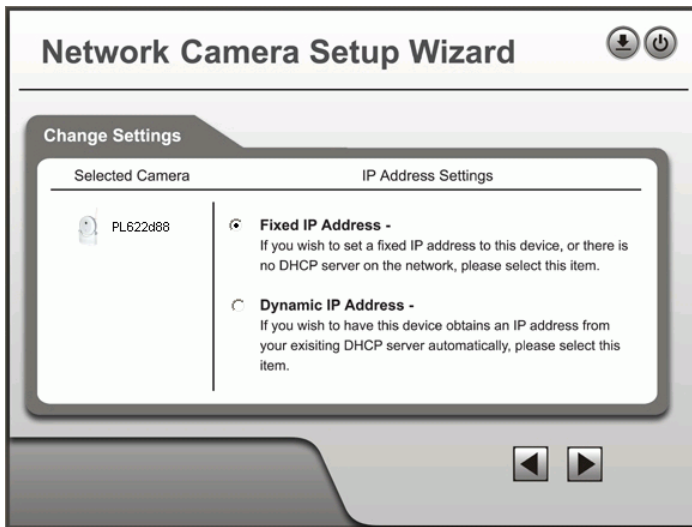 Network Camera Setup Wizard
Change Settings
Selected Camera
IP Address Settings
PL622d88
Fixed IP Address -
If you wish to set a fixed IP address to this device, or there is
no DHCP server on the network, please select this item.
Dynamic IP Address -
If you wish to have this device obtains an IP address from
your exisiting DHCP server automatically, please select this
item.